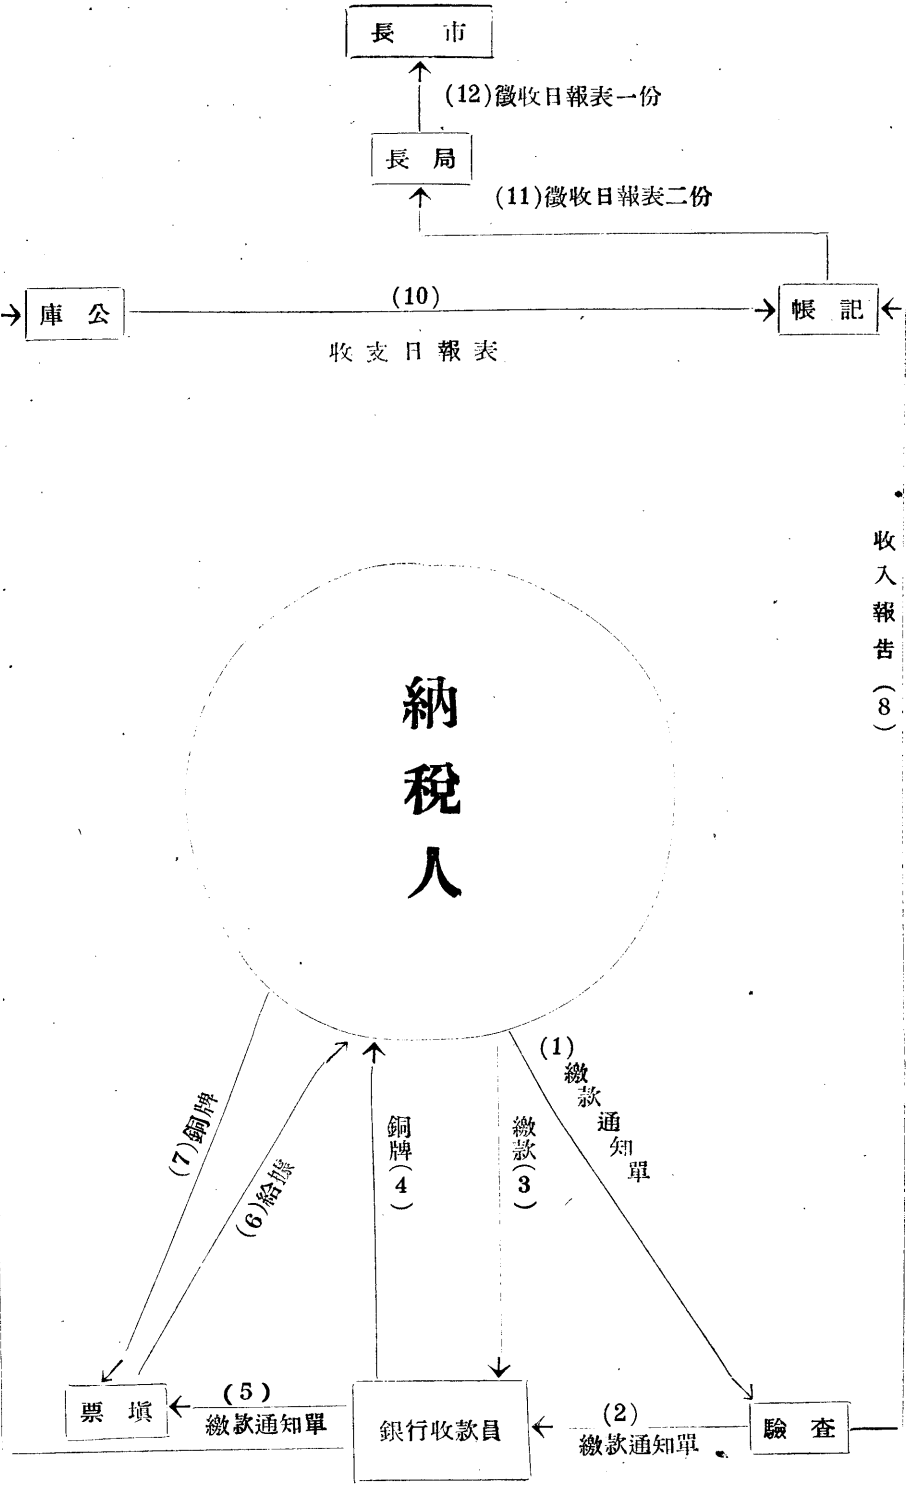 長 市
(12)徵收日報表一份
長 局
(11)徵收日報表二份
庫 公
(10)
收支日報表
帳 記
收入報告(8)
納稅人
(1)繳款通知單
繳款(3)
銅牌(4)
(6)給據
(7)銅牌
票 塡
(5)
繳款通知單
銀行收款員
(2)
繳款通知單
驗 查